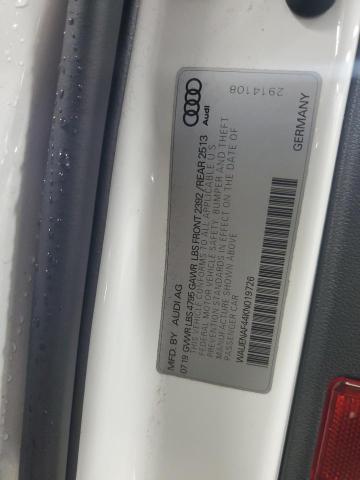 Audi
2914108
MFD. BY AUDI AG
07/19 GVWR LBS 4795 GAWR LBS FRONT 2392/REAR 2513
THIS VEHICLE CONFORMS TO ALL APPLICABLE U S
FEDERAL MOTOR VEHICLE SAFETY, BUMPER AND THEFT
PREVENTION STANDARDS IN EFFECT ON THE DATE OF
MANUFACTURE SHOWN ABOVE
PASSENGER CAR
WAUENAF44KN019726
GERMANY